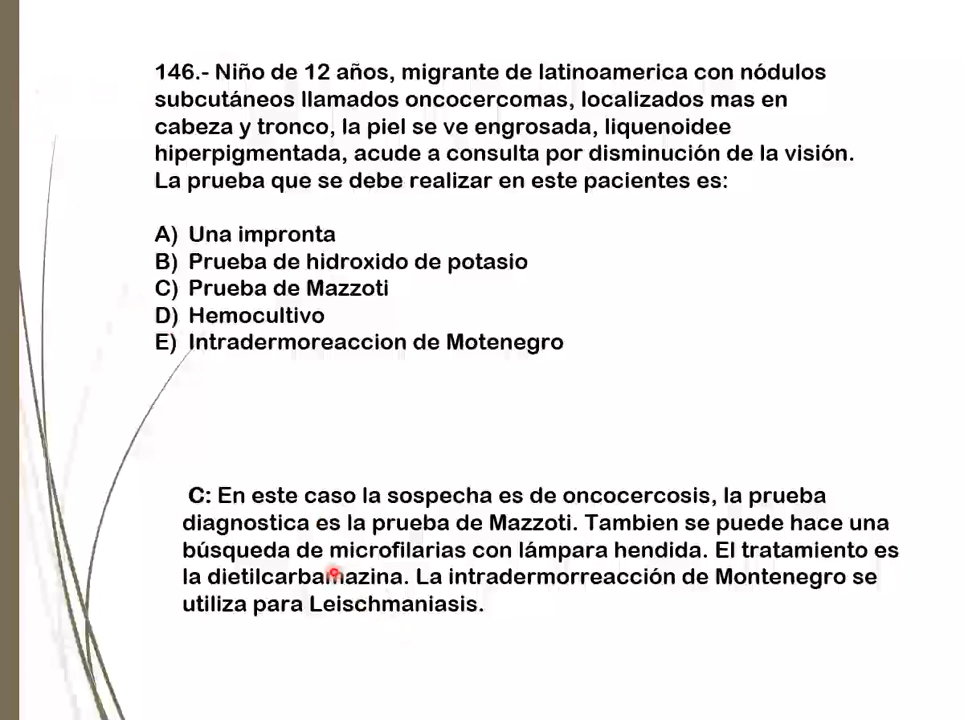 146.- Niño de 12 años, migrante de latinoamerica con nódulos
subcutáneos llamados oncocercomas, localizados mas en
cabeza y tronco, la piel se ve engrosada, liquenoidee
hiperpigmentada, acude a consulta por disminución de la visión.
La prueba que se debe realizar en este pacientes es:
A) Una impronta
B) Prueba de hidroxido de potasio
C) Prueba de Mazzoti
D) Hemocultivo
E) Intradermoreaccion de Motenegro
C: En este caso la sospecha es de oncocercosis, la prueba
diagnostica es la prueba de Mazzoti. Tambien se puede hace una
búsqueda de microfilarias con lámpara hendida. El tratamiento es
la dietilcarbamazina. La intradermorreacción de Montenegro se
utiliza para Leischmaniasis.